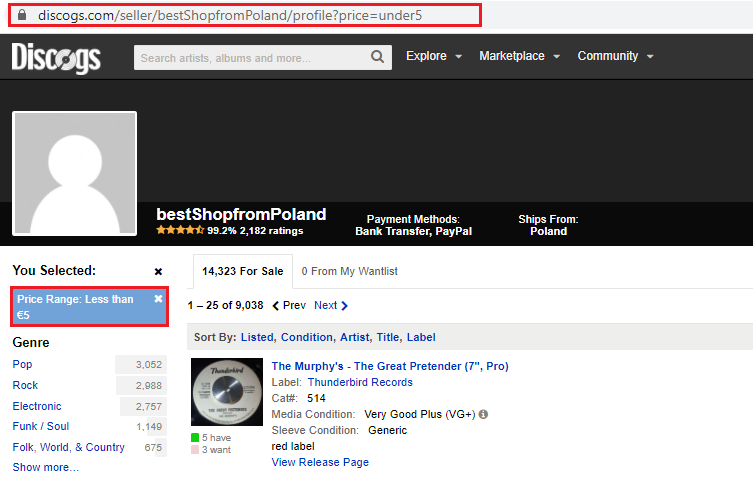 discogs.com/seller/bestShopfromPoland/profile?price=under5
Discogs
Search artists, albums and more...
Explore
Marketplace
Community
bestShopfromPoland
99.2% 2,182 ratings
Payment Methods:
Bank Transfer, PayPal
Ships From:
Poland
You Selected:
Price Range: Less than
€5
Genre
Pop 3,052
Rock 2,988
Electronic 2,757
Funk / Soul 1,149
Folk, World, & Country 675
Show more...
14,323 For Sale 0 From My Wantlist
1 – 25 of 9,038 Prev Next
Sort By: Listed, Condition, Artist, Title, Label
Thunderbird
THE GREAT PRETENDER
The Murphy's - The Great Pretender (7", Pro)
Label: Thunderbird Records
Cat#: 514
Media Condition: Very Good Plus (VG+)
Sleeve Condition: Generic
red label
View Release Page
5 have
3 want